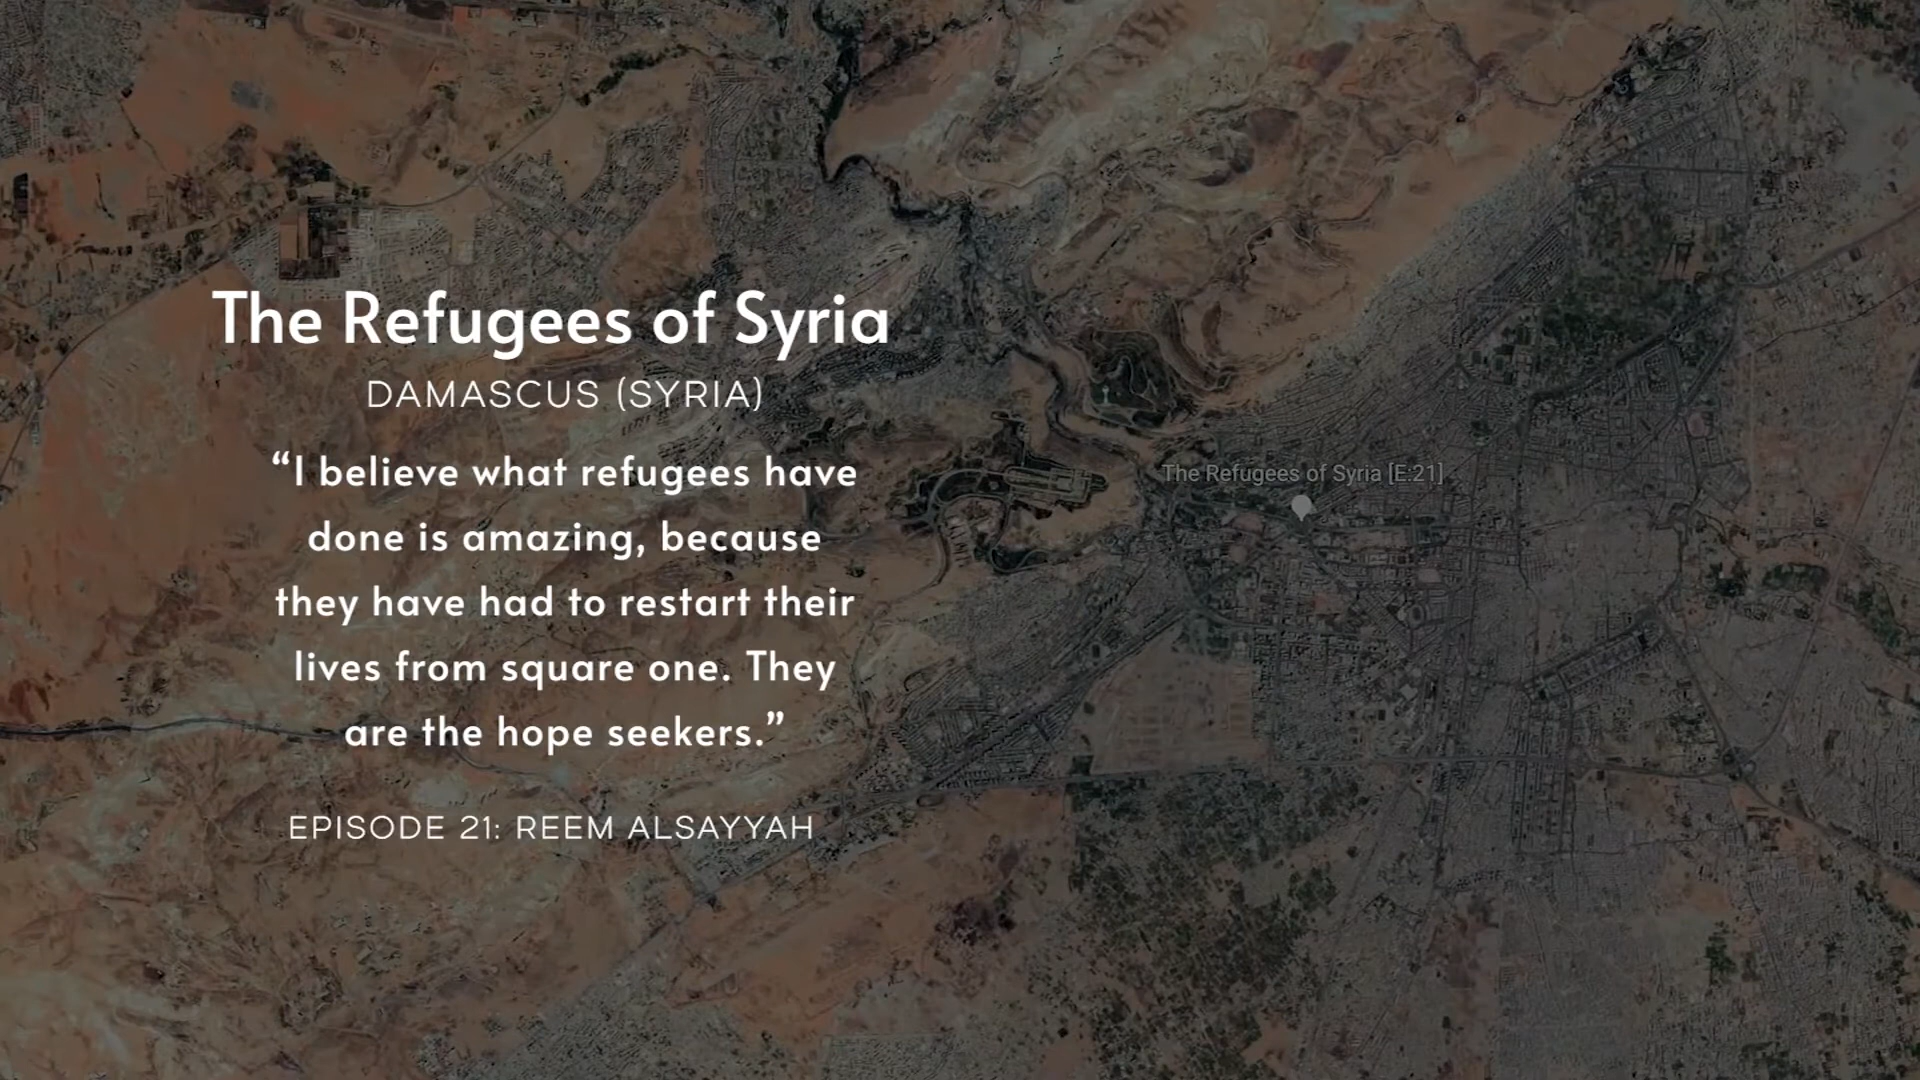 The Refugees of Syria
DAMASCUS (SYRIA)
“I believe what refugees have
done is amazing, because
they have had to restart their
lives from square one. They
are the hope seekers.”
EPISODE 21: REEM ALSAYYAH
The Refugees of Syria [E:21]